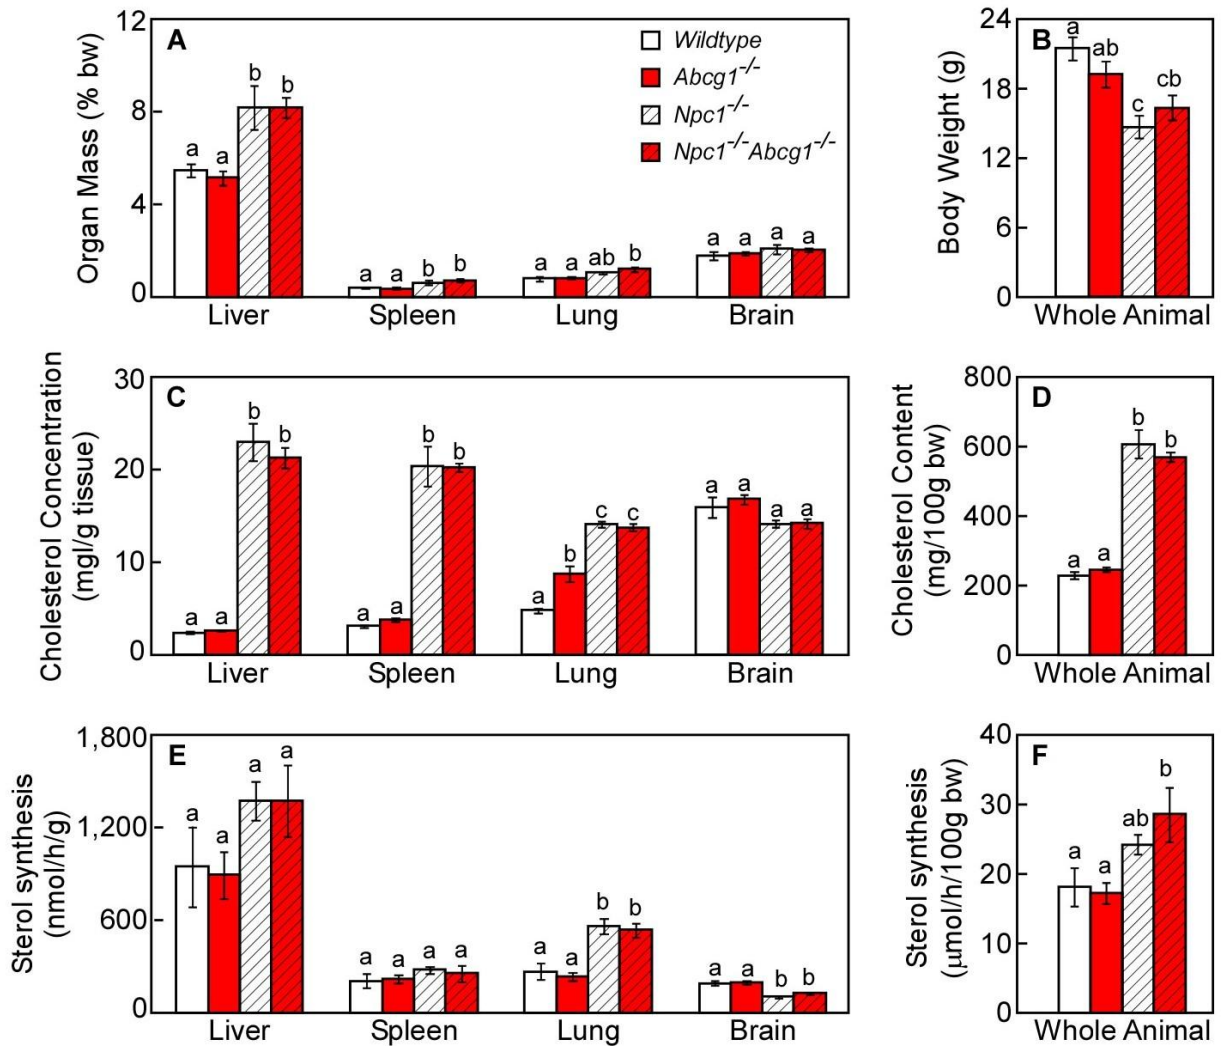 A
Organ Mass (% bw)
12
8
4
0
Wildtype
Abcg1-/-
Npc1-/-
Npc1-/-Abcg1-/-
a a b b
a a b b
a a ab b
a a a a
Liver Spleen Lung Brain
B
Body Weight (g)
24
18
12
6
0
a ab c cb
Whole Animal
C
Cholesterol Concentration
(mgl/g tissue)
30
20
10
0
a a b b
a a b b
a b c c
a a a a
Liver Spleen Lung Brain
D
Cholesterol Content
(mg/100g bw)
800
600
400
200
0
a a b b
Whole Animal
E
Sterol synthesis
(nmol/h/g)
1,800
1,200
600
0
a a a a
a a a a
a a b b
a a b b
Liver Spleen Lung Brain
F
Sterol synthesis
(μmol/h/100g bw)
40
30
20
10
0
a a ab b
Whole Animal